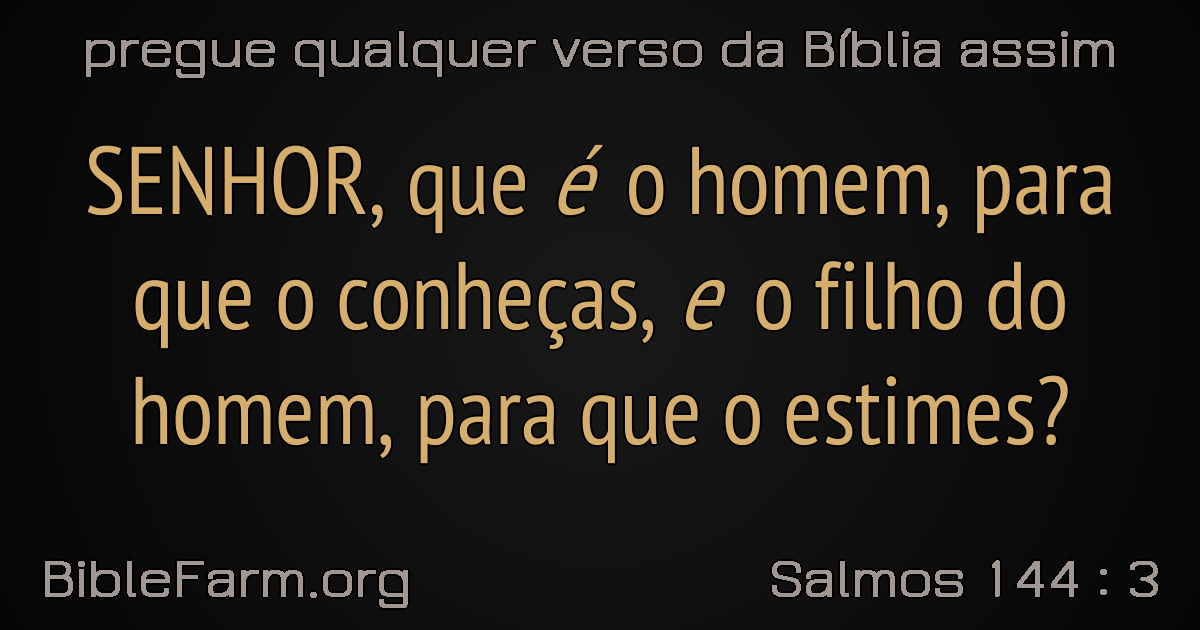 pregue qualquer verso da Bíblia assim
SENHOR, que é o homem, para
que o conheças, e o filho do
homem, para que o estimes?
BibleFarm.org
Salmos 144 : 3